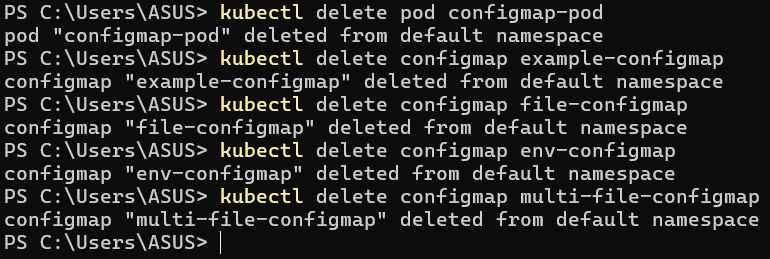 PS C:\Users\ASUS> kubectl delete pod configmap-pod
pod "configmap-pod" deleted from default namespace
PS C:\Users\ASUS> kubectl delete configmap example-configmap
configmap "example-configmap" deleted from default namespace
PS C:\Users\ASUS> kubectl delete configmap file-configmap
configmap "file-configmap" deleted from default namespace
PS C:\Users\ASUS> kubectl delete configmap env-configmap
configmap "env-configmap" deleted from default namespace
PS C:\Users\ASUS> kubectl delete configmap multi-file-configmap
configmap "multi-file-configmap" deleted from default namespace
PS C:\Users\ASUS>